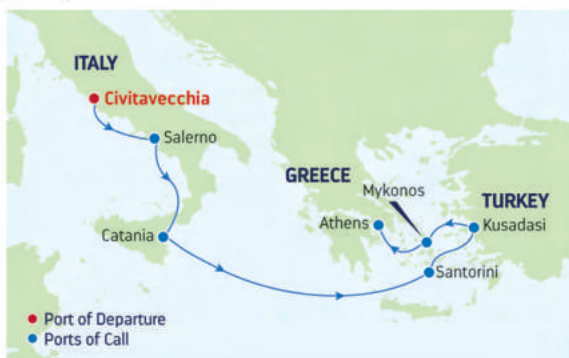 ITALY
Civitavecchia
Salerno
GREECE
Mykonos
TURKEY
Athens
Kusadasi
Catania
Santorini
Port of Departure
Ports of Call